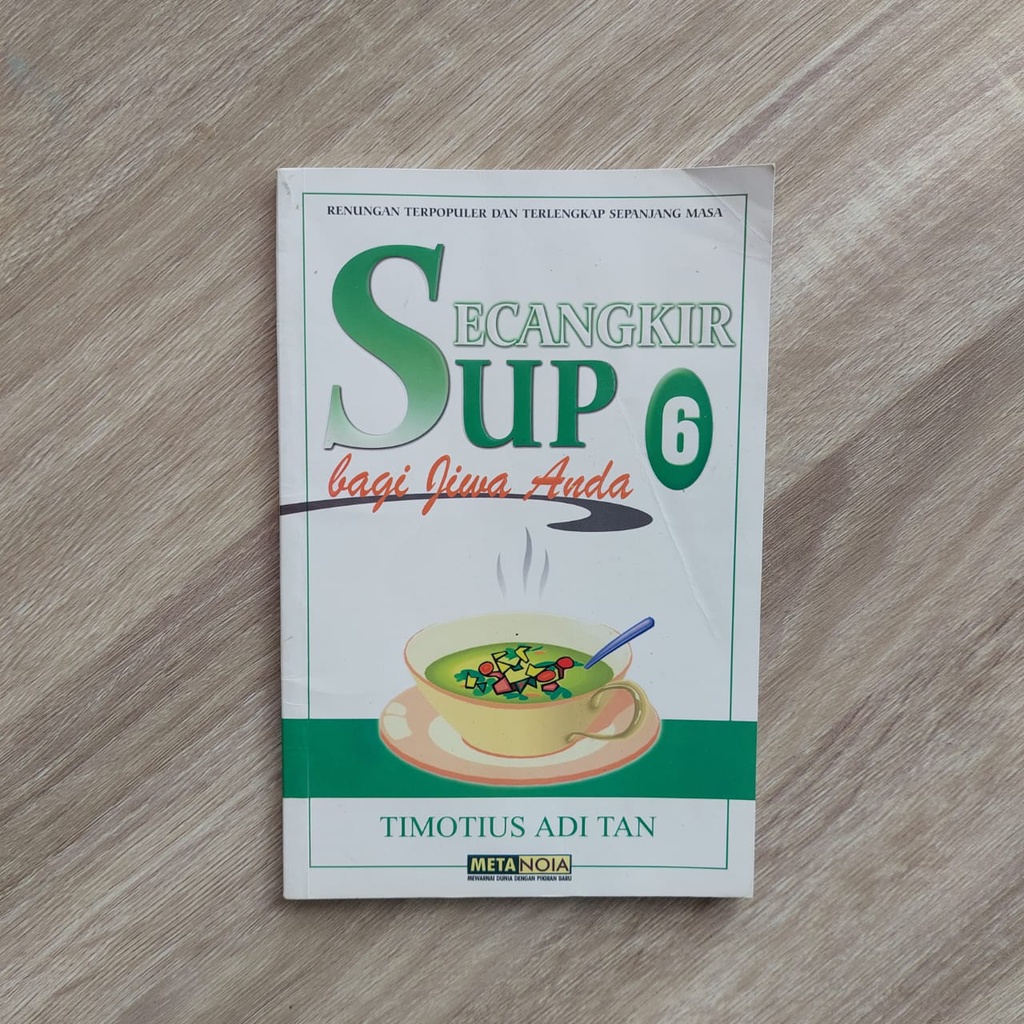 RENUNGAN TERPOPULER DAN TERLENGKAP SEPANJANG MASA
SECANGKIR
SUP 6
bagi Jiwa Anda
TIMOTIUS ADI TAN
METANOIA
MEWARNAI DUNIA DENGAN PIKIRAN BARU